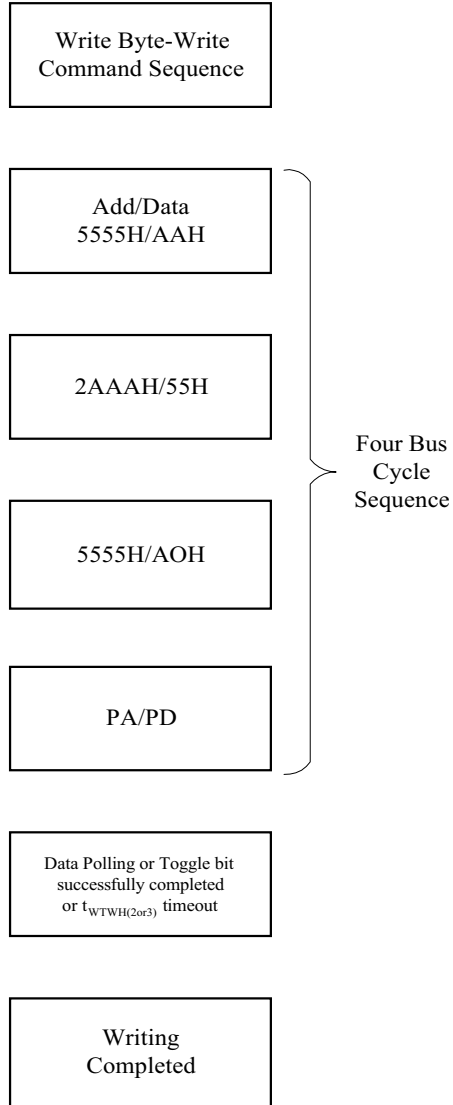 Write Byte-Write
Command Sequence
Add/Data
5555H/AAH
2AAAH/55H
5555H/AOH
PA/PD
Four Bus
Cycle
Sequence
Data Polling or Toggle bit
successfully completed
or tWTWH(2or3) timeout
Writing
Completed